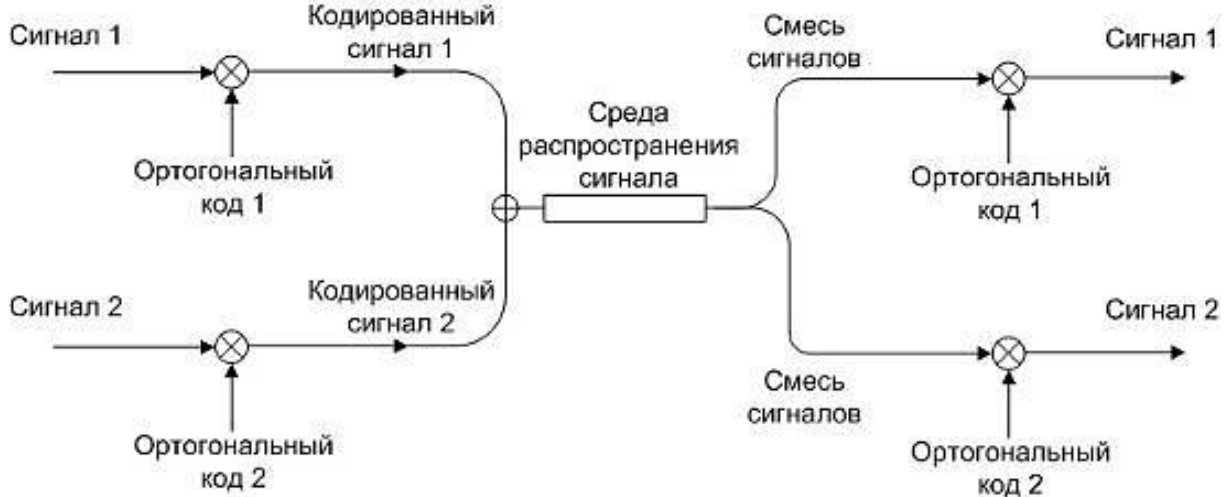 Сигнал 1
Кодированный
сигнал 1
Ортогональный
код 1
Сигнал 2
Кодированный
сигнал 2
Ортогональный
код 2
Среда
распространения
сигнала
Смесь
сигналов
Сигнал 1
Ортогональный
код 1
Смесь
сигналов
Сигнал 2
Ортогональный
код 2